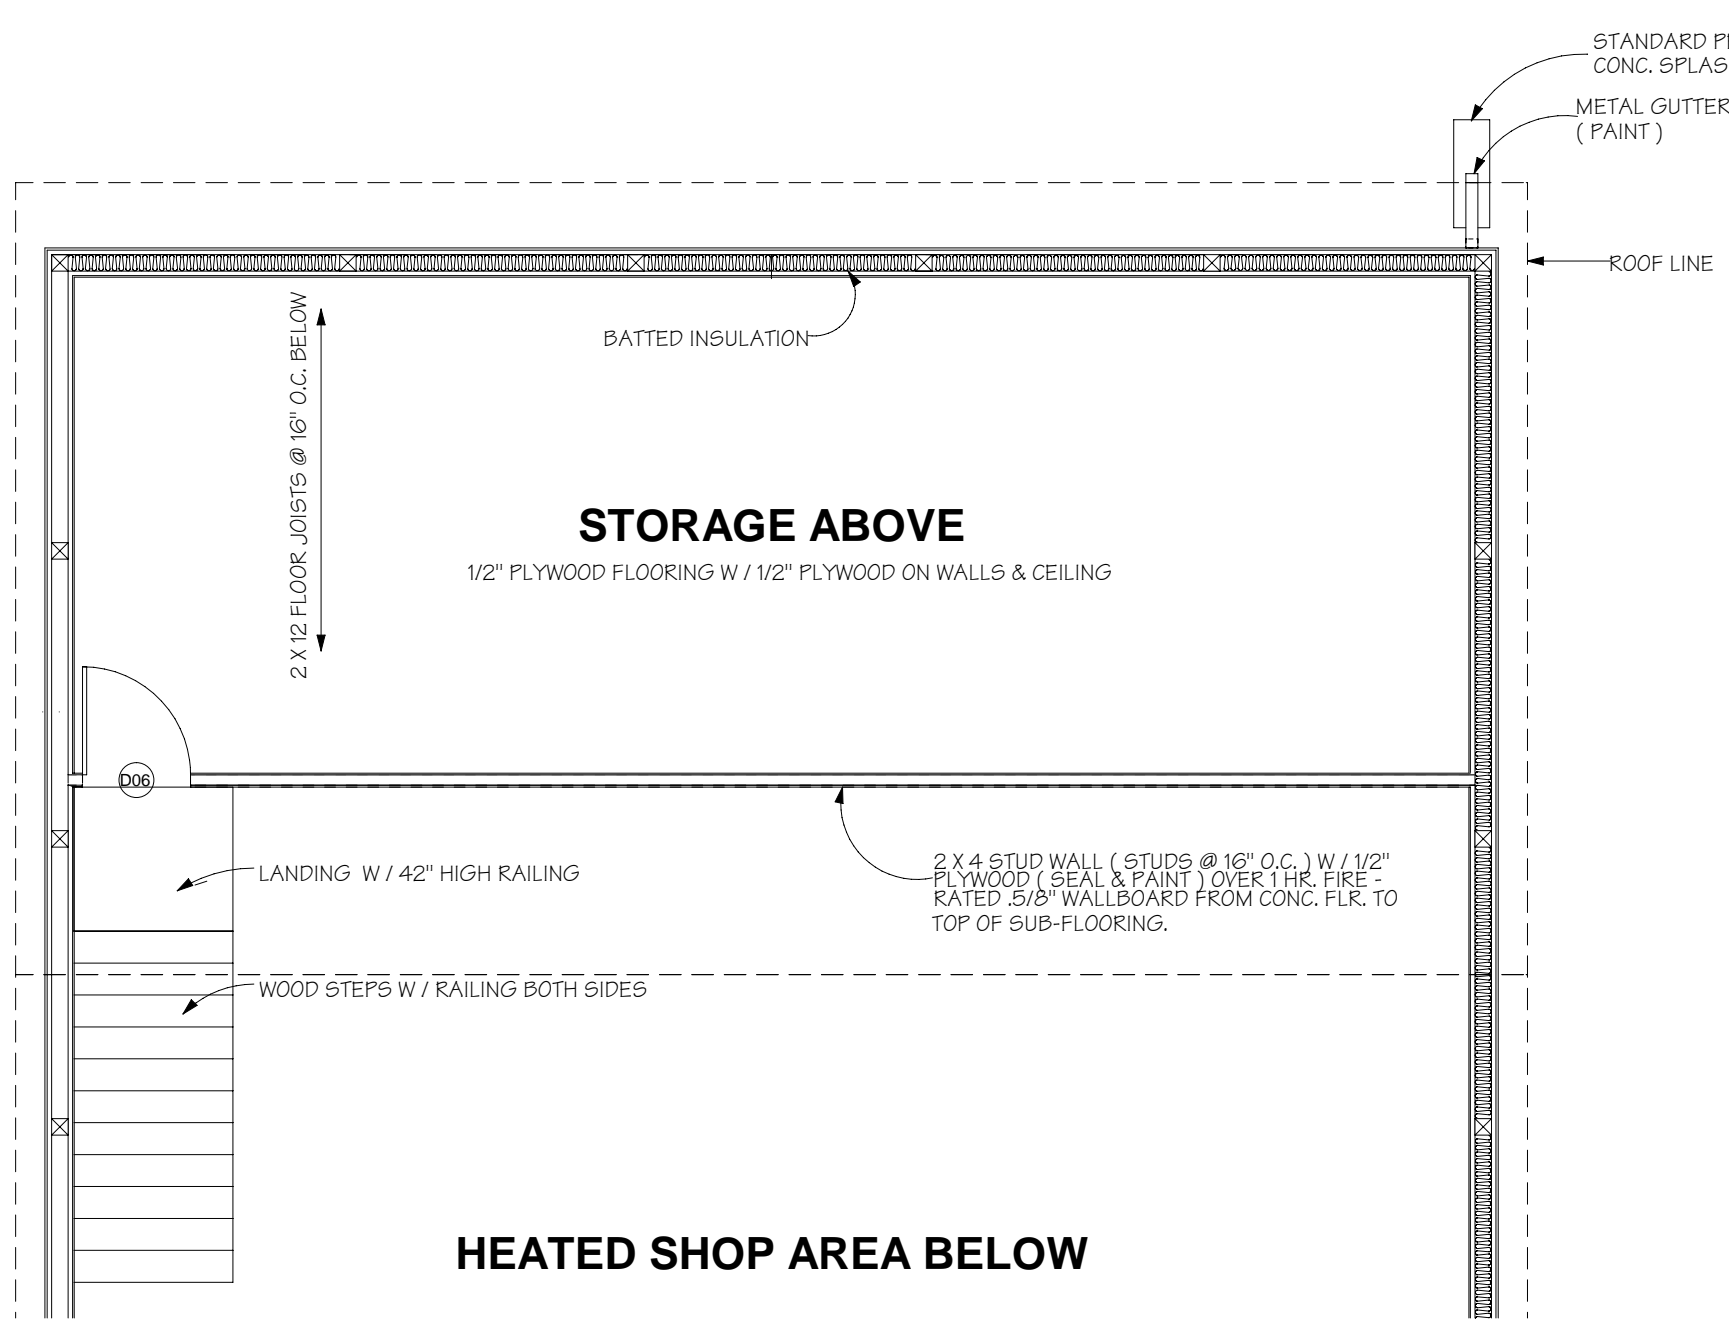 STANDARD
CONC.
METAL GUTTER
( PAINT )
ROOF LINE
BATTED INSULATION
2 X 12 FLOOR JOISTS @ 16" O.C. BELOW
STORAGE ABOVE
1/2" PLYWOOD FLOORING W / 1/2" PLYWOOD ON WALLS & CEILING
D06
LANDING W / 42" HIGH RAILING
2 X 4 STUD WALL ( STUDS @ 16" O.C. ) W / 1/2"
PLYWOOD ( SEAL & PAINT ) OVER 1 HR. FIRE -
RATED .5/8" WALLBOARD FROM CONC. FLR. TO
TOP OF SUB-FLOORING.
WOOD STEPS W / RAILING BOTH SIDES
HEATED SHOP AREA BELOW